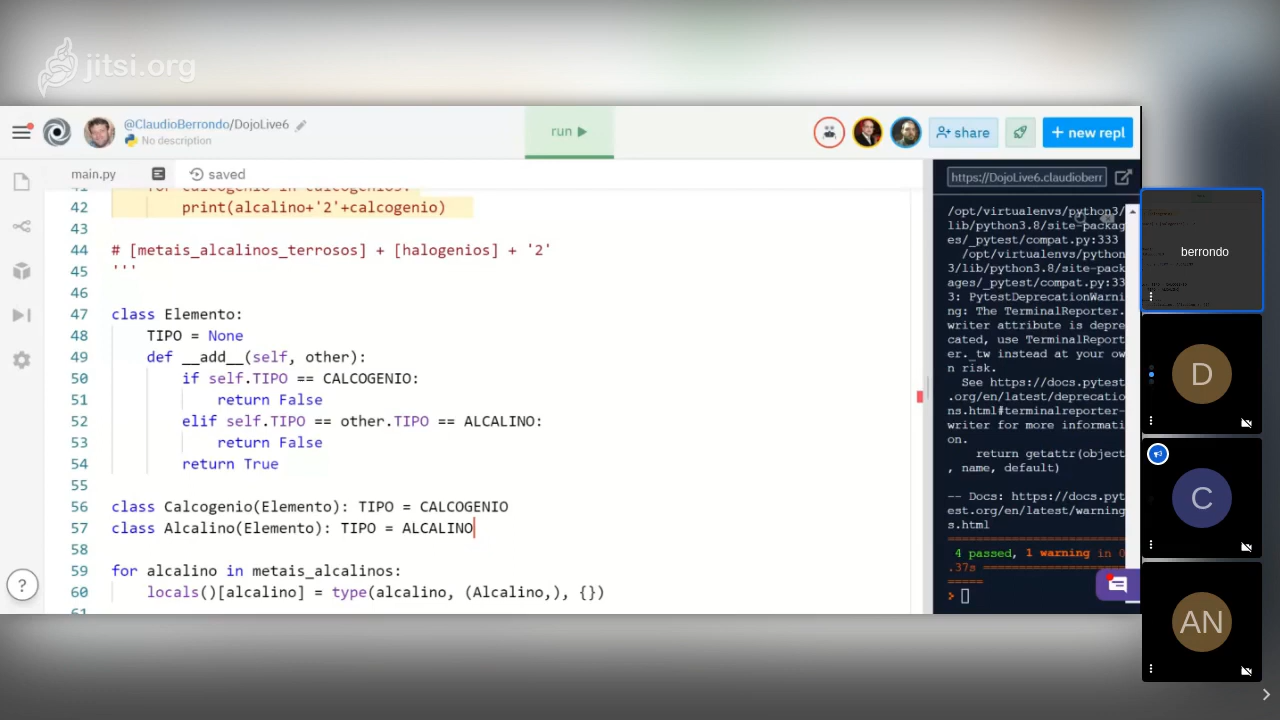 jitsi.org
@ClaudioBerrondo/DojoLive6
No description
run
share
+ new repl
main.py
saved
https://DojoLive6.claudioberr
41 for calcogenio in calcogenios:
42 print(alcalino+'2'+calcogenio)
43
44 # [metais_alcalinos_terrosos] + [halogenios] + '2'
45 '''
46
47 class Elemento:
48 TIPO = None
49 def __add__(self, other):
50 if self.TIPO == CALCOGENIO:
51 return False
52 elif self.TIPO == other.TIPO == ALCALINO:
53 return False
54 return True
55
56 class Calcogenio(Elemento): TIPO = CALCOGENIO
57 class Alcalino(Elemento): TIPO = ALCALINO
58
59 for alcalino in metais_alcalinos:
60 locals()[alcalino] = type(alcalino, (Alcalino,), {})
61
?
/opt/virtualenvs/python3/
lib/python3.8/site-packag
es/_pytest/compat.py:333
/opt/virtualenvs/python
3/lib/python3.8/site-pack
ages/_pytest/compat.py:33
3: PytestDeprecationWarni
ng: The TerminalReporter.
writer attribute is depre
cated, use TerminalReport
er._tw instead at your ow
n risk.
See https://docs.pytest
.org/en/latest/deprecatio
ns.html#terminalreporter-
writer for more informati
on.
return getattr(object
, name, default)
-- Docs: https://docs.pyt
est.org/en/latest/warning
s.html
=========================
4 passed, 1 warning in 0
.37s ====================
=====
>
berrondo
D
C
AN